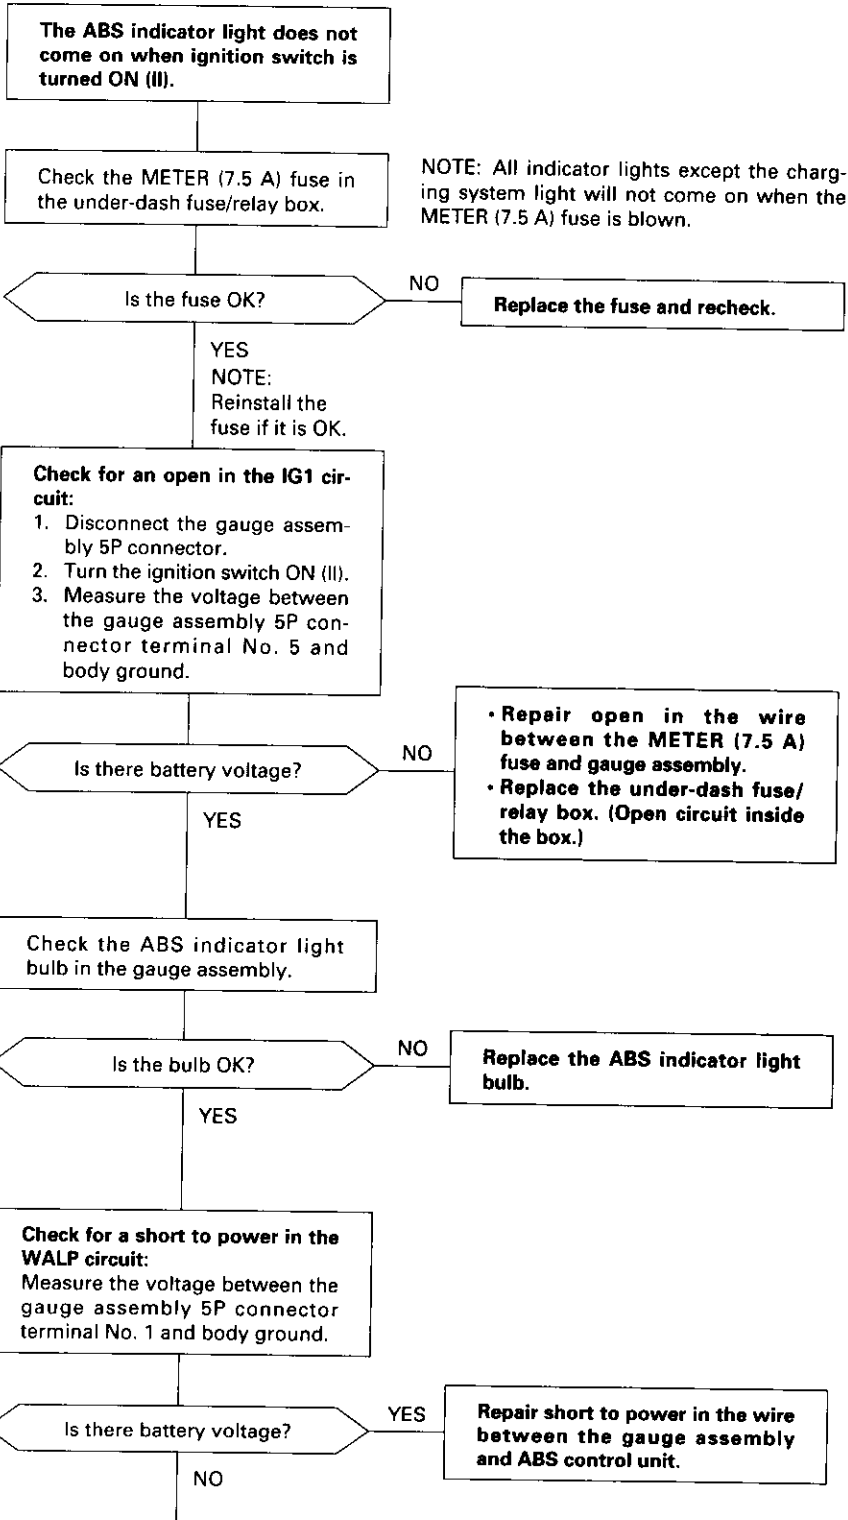 The ABS indicator light does not
come on when ignition switch is
turned ON (II).
Check the METER (7.5 A) fuse in
the under-dash fuse/relay box.
NOTE: All indicator lights except the charg-
ing system light will not come on when the
METER (7.5 A) fuse is blown.
Is the fuse OK?
NO
Replace the fuse and recheck.
YES
NOTE:
Reinstall the
fuse if it is OK.
Check for an open in the IG1 cir-
cuit:
1. Disconnect the gauge assem-
bly 5P connector.
2. Turn the ignition switch ON (II).
3. Measure the voltage between
the gauge assembly 5P con-
nector terminal No. 5 and
body ground.
Is there battery voltage?
NO
• Repair open in the wire
between the METER (7.5 A)
fuse and gauge assembly.
• Replace the under-dash fuse/
relay box. (Open circuit inside
the box.)
YES
Check the ABS indicator light
bulb in the gauge assembly.
Is the bulb OK?
NO
Replace the ABS indicator light
bulb.
YES
Check for a short to power in the
WALP circuit:
Measure the voltage between the
gauge assembly 5P connector
terminal No. 1 and body ground.
Is there battery voltage?
YES
Repair short to power in the wire
between the gauge assembly
and ABS control unit.
NO